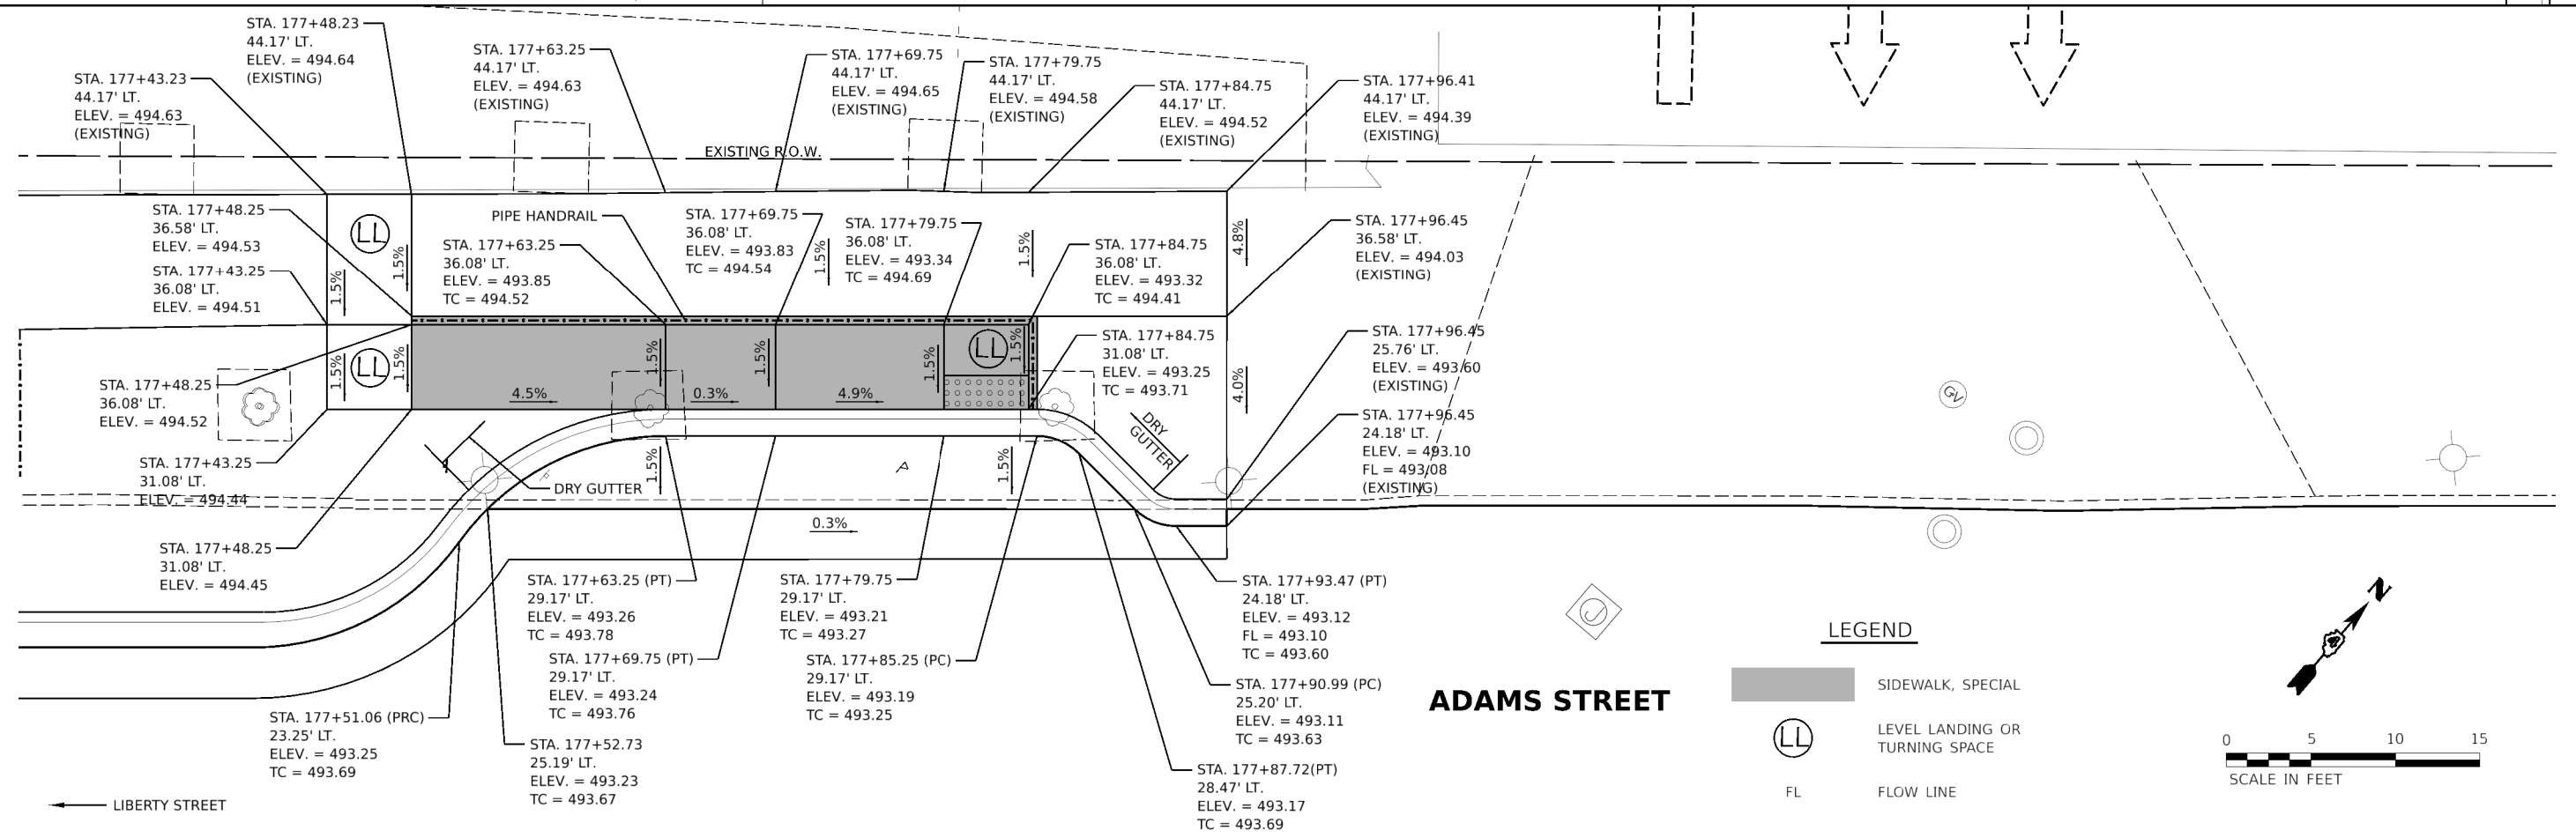 STA. 177+48.23
44.17' LT.
ELEV. = 494.64
(EXISTING)
STA. 177+43.23
44.17' LT.
ELEV. = 494.63
(EXISTING)
STA. 177+63.25
44.17' LT.
ELEV. = 494.63
(EXISTING)
STA. 177+69.75
44.17' LT.
ELEV. = 494.65
(EXISTING)
STA. 177+79.75
44.17' LT.
ELEV. = 494.58
(EXISTING)
STA. 177+84.75
44.17' LT.
ELEV. = 494.52
(EXISTING)
STA. 177+96.41
44.17' LT.
ELEV. = 494.39
(EXISTING)
EXISTING R.O.W.
STA. 177+48.25
36.58' LT.
ELEV. = 494.53
STA. 177+43.25
36.08' LT.
ELEV. = 494.51
LL
1.5%
1.5%
PIPE HANDRAIL
STA. 177+63.25
36.08' LT.
ELEV. = 493.85
TC = 494.52
STA. 177+69.75
36.08' LT.
ELEV. = 493.83
TC = 494.54
1.5%
STA. 177+79.75
36.08' LT.
ELEV. = 493.34
TC = 494.69
1.5%
STA. 177+84.75
36.08' LT.
ELEV. = 493.32
TC = 494.41
4.8%
STA. 177+96.45
36.58' LT.
ELEV. = 494.03
(EXISTING)
STA. 177+48.25
36.08' LT.
ELEV. = 494.52
LL
1.5%
1.5%
4.5%
1.5%
0.3%
1.5%
4.9%
1.5%
LL
1.5%
STA. 177+84.75
31.08' LT.
ELEV. = 493.25
TC = 493.71
4.0%
STA. 177+96.45
25.76' LT.
ELEV. = 493.60
(EXISTING)
STA. 177+96.45
24.18' LT.
ELEV. = 493.10
FL = 493.08
(EXISTING)
GV
STA. 177+43.25
31.08' LT.
ELEV. = 494.44
DRY GUTTER
1.5%
1.5%
DRY
GUTTER
0.3%
STA. 177+48.25
31.08' LT.
ELEV. = 494.45
STA. 177+63.25 (PT)
29.17' LT.
ELEV. = 493.26
TC = 493.78
STA. 177+79.75
29.17' LT.
ELEV. = 493.21
TC = 493.27
STA. 177+93.47 (PT)
24.18' LT.
ELEV. = 493.12
FL = 493.10
TC = 493.60
STA. 177+69.75 (PT)
29.17' LT.
ELEV. = 493.24
TC = 493.76
STA. 177+85.25 (PC)
29.17' LT.
ELEV. = 493.19
TC = 493.25
STA. 177+90.99 (PC)
25.20' LT.
ELEV. = 493.11
TC = 493.63
STA. 177+51.06 (PRC)
23.25' LT.
ELEV. = 493.25
TC = 493.69
STA. 177+52.73
25.19' LT.
ELEV. = 493.23
TC = 493.67
STA. 177+87.72(PT)
28.47' LT.
ELEV. = 493.17
TC = 493.69
LIBERTY STREET
ADAMS STREET
LEGEND
SIDEWALK, SPECIAL
LL
LEVEL LANDING OR
TURNING SPACE
FL
FLOW LINE
N
0 5 10 15
SCALE IN FEET